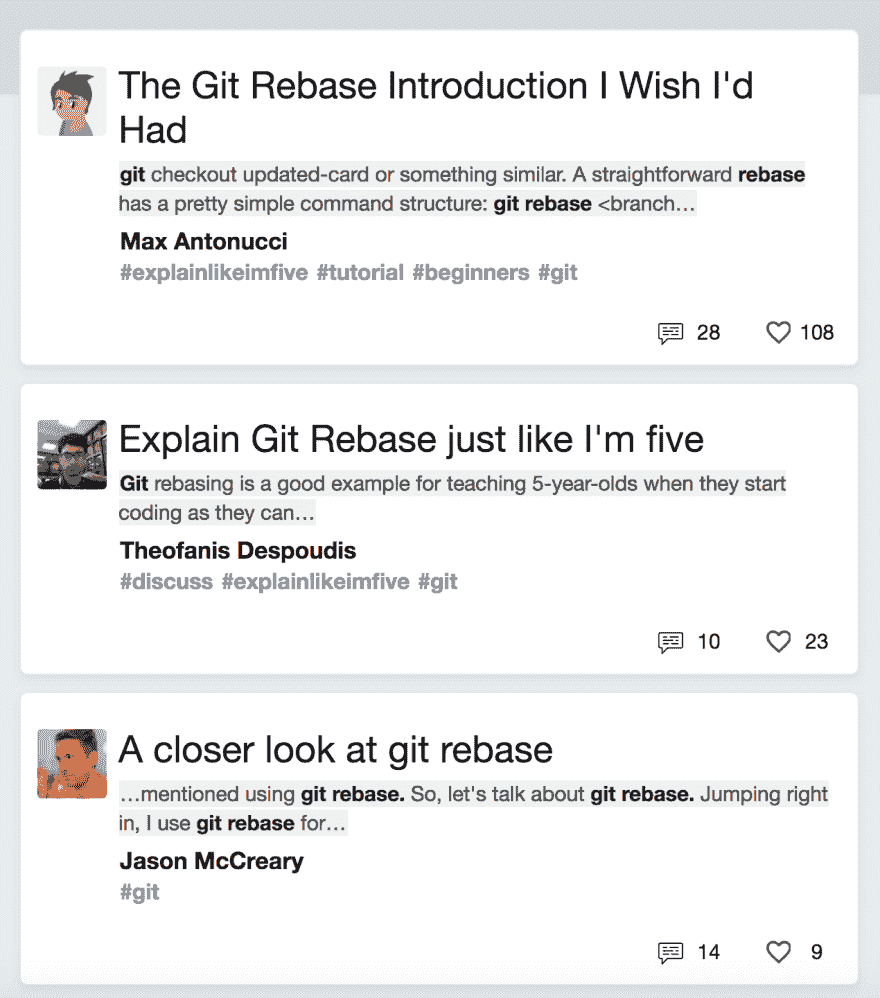 The Git Rebase Introduction I Wish I'd
Had
git checkout updated-card or something similar. A straightforward rebase
has a pretty simple command structure: git rebase <branch…
Max Antonucci
#explainlikeimfive #tutorial #beginners #git
28 108
Explain Git Rebase just like I'm five
Git rebasing is a good example for teaching 5-year-olds when they start
coding as they can…
Theofanis Despoudis
#discuss #explainlikeimfive #git
10 23
A closer look at git rebase
…mentioned using git rebase. So, let's talk about git rebase. Jumping right
in, I use git rebase for…
Jason McCreary
#git
14 9